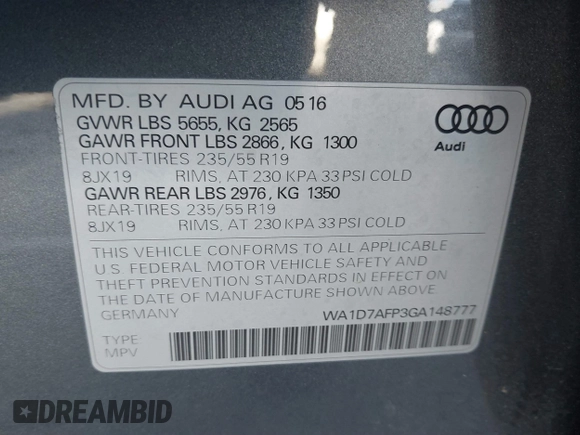 MFD. BY AUDI AG 05 16
GVWR LBS 5655, KG 2565
GAWR FRONT LBS 2866, KG 1300
FRONT-TIRES 235/55 R19
8JX19 RIMS, AT 230 KPA 33 PSI COLD
GAWR REAR LBS 2976, KG 1350
REAR-TIRES 235/55 R19
8JX19 RIMS, AT 230 KPA 33 PSI COLD
Audi
THIS VEHICLE CONFORMS TO ALL APPLICABLE
U.S. FEDERAL MOTOR VEHICLE SAFETY AND
THEFT PREVENTION STANDARDS IN EFFECT ON
THE DATE OF MANUFACTURE SHOWN ABOVE.
GERMANY
WA1D7AFP3GA148777
TYPE:
MPV
DREAMBID